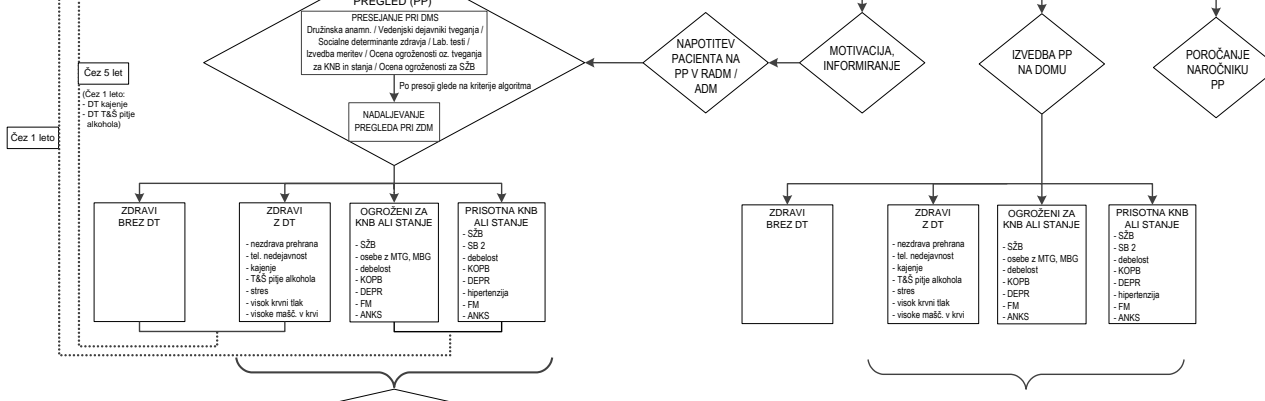 PREGLED (PP)
PRESEJANJE PRI DMS
Družinska anamn. / Vedenjski dejavniki tveganja /
Socialne determinante zdravja / Lab. testi /
Izvedba meritev / Ocena ogroženosti oz. tveganja
za KNB in stanja / Ocena ogroženosti za SŽB
Po presoji glede na kriterije algoritma
NADALJEVANJE
PREGLEDA PRI ZDM
NAPOTITEV
PACIENTA NA
PP V RADM /
ADM
MOTIVACIJA,
INFORMIRANJE
IZVEDBA PP
NA DOMU
POROČANJE
NAROČNIKU
PP
Čez 5 let
(Čez 1 leto:
- DT kajenje
- DT T&Š pitje
alkohola)
Čez 1 leto
ZDRAVI
BREZ DT
ZDRAVI
Z DT
- nezdrava prehrana
- tel. nedejavnost
- kajenje
- T&Š pitje alkohola
- stres
- visok krvni tlak
- visoke mašč. v krvi
OGROŽENI ZA
KNB ALI STANJE
- SŽB
- osebe z MTG, MBG
- debelost
- KOPB
- DEPR
- FM
- ANKS
PRISOTNA KNB
ALI STANJE
- SŽB
- SB 2
- debelost
- KOPB
- DEPR
- hipertenzija
- FM
- ANKS
ZDRAVI
BREZ DT
ZDRAVI
Z DT
- nezdrava prehrana
- tel. nedejavnost
- kajenje
- T&Š pitje alkohola
- stres
- visok krvni tlak
- visoke mašč. v krvi
OGROŽENI ZA
KNB ALI STANJE
- SŽB
- osebe z MTG, MBG
- debelost
- KOPB
- DEPR
- FM
- ANKS
PRISOTNA KNB
ALI STANJE
- SŽB
- SB 2
- debelost
- KOPB
- DEPR
- hipertenzija
- FM
- ANKS